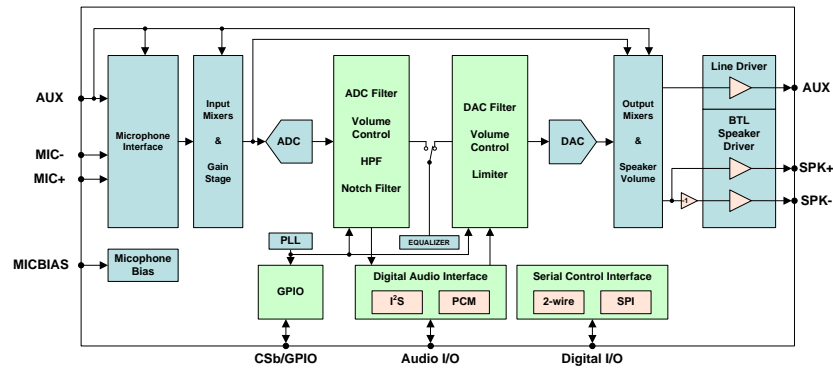 AUX
MIC-
MIC+
MICBIAS
Microphone
Interface
Micophone
Bias
Input
Mixers
&
Gain
Stage
ADC
ADC Filter
Volume
Control
HPF
Notch Filter
EQUALIZER
DAC Filter
Volume
Control
Limiter
DAC
Output
Mixers
&
Speaker
Volume
Line Driver
BTL
Speaker
Driver
-1
AUX
SPK+
SPK-
PLL
GPIO
Digital Audio Interface
I²S
PCM
Serial Control Interface
2-wire
SPI
CSb/GPIO
Audio I/O
Digital I/O